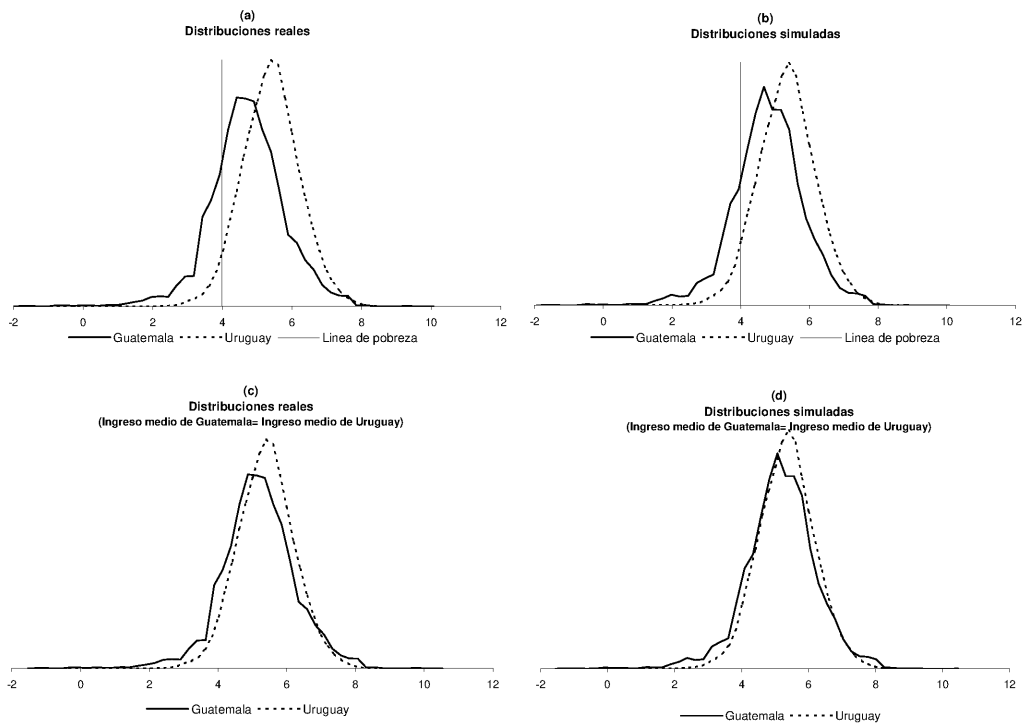 (a)
Distribuciones reales
-2 0 2 4 6 8 10 12
Guatemala Uruguay Linea de pobreza
(b)
Distribuciones simuladas
-2 0 2 4 6 8 10 12
Guatemala Uruguay Linea de pobreza
(c)
Distribuciones reales
(Ingreso medio de Guatemala= Ingreso medio de Uruguay)
-2 0 2 4 6 8 10 12
Guatemala Uruguay
(d)
Distribuciones simuladas
(Ingreso medio de Guatemala= Ingreso medio de Uruguay)
-2 0 2 4 6 8 10 12
Guatemala Uruguay